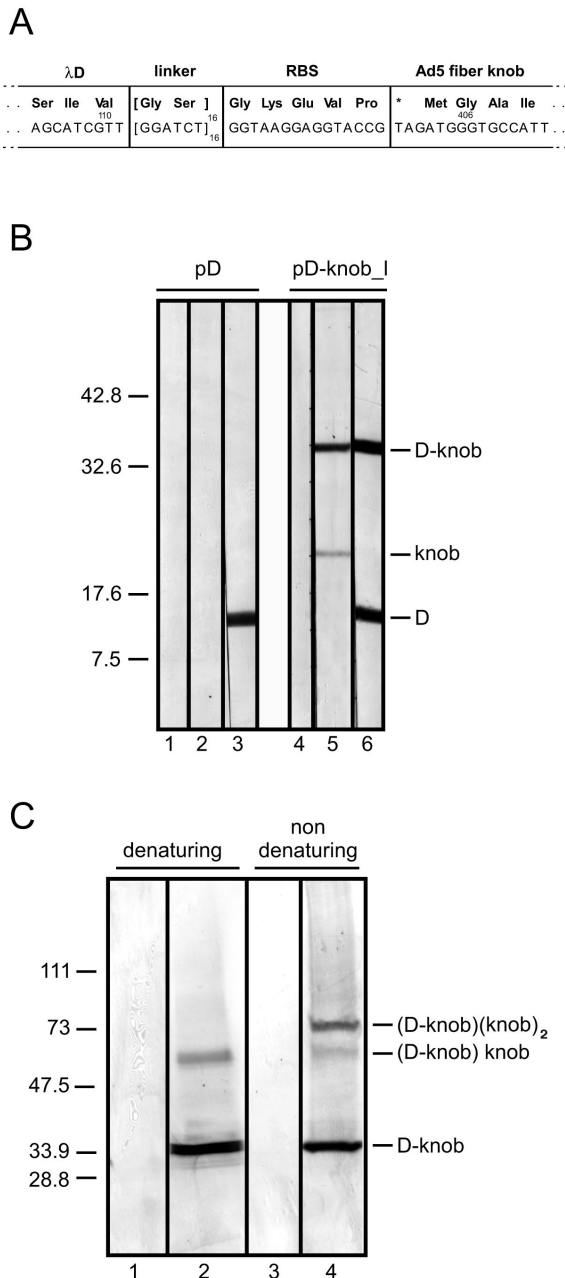 A
λD linker RBS Ad5 fiber knob
. . Ser Ile Val [Gly Ser ]16 Gly Lys Glu Val Pro * Met Gly Ala Ile . .
110 406
. . AGCATCGTT [GGATCT]16 GGTAAGGAGGTACCG TAGATGGGTGCCATT . .
B
pD pD-knob_I
42.8
32.6
17.6
7.5
D-knob
knob
D
1 2 3 4 5 6
C
non
denaturing denaturing
111
73
47.5
33.9
28.8
(D-knob)(knob)2
(D-knob) knob
D-knob
1 2 3 4